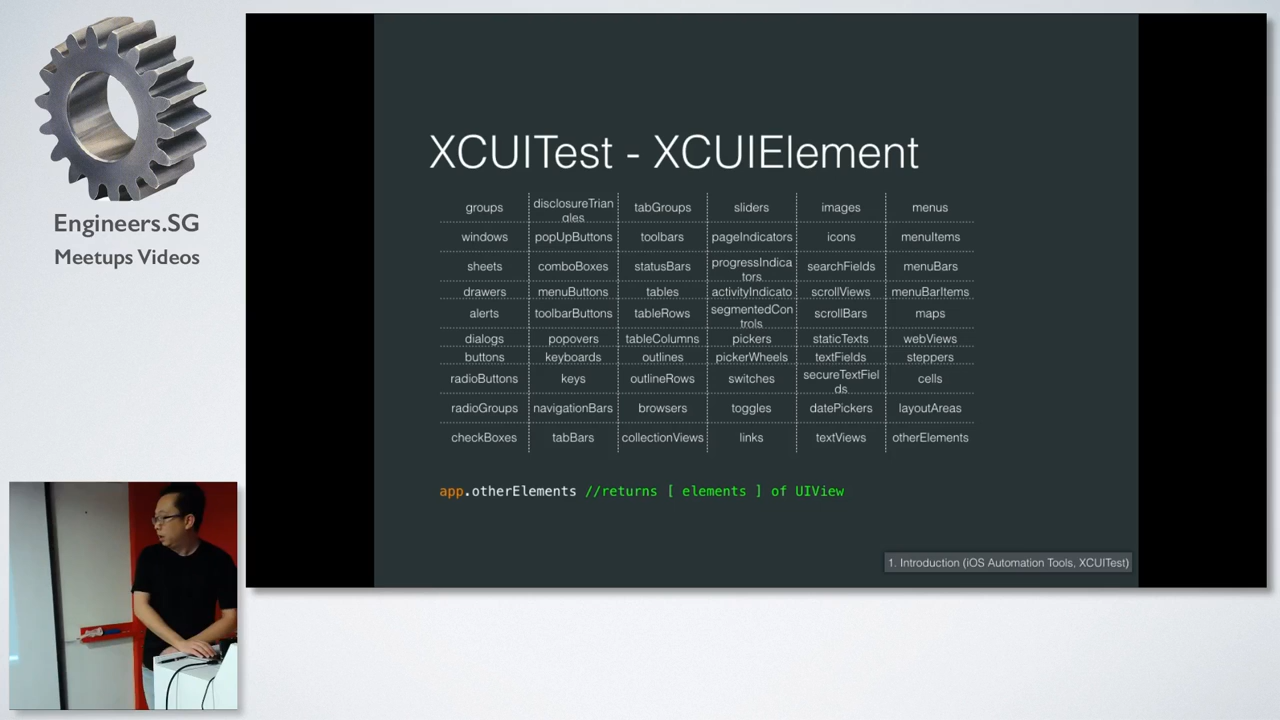 Engineers.SG
Meetups Videos
XCUITest - XCUIElement
groups disclosureTrian tabGroups sliders images menus
gles
windows popUpButtons toolbars pageIndicators icons menuItems
sheets comboBoxes statusBars progressIndica searchFields menuBars
tors
drawers menuButtons tables activityIndicato scrollViews menuBarItems
alerts toolbarButtons tableRows segmentedCon scrollBars maps
trols
dialogs popovers tableColumns pickers staticTexts webViews
buttons keyboards outlines pickerWheels textFields steppers
radioButtons keys outlineRows switches secureTextFiel cells
ds
radioGroups navigationBars browsers toggles datePickers layoutAreas
checkBoxes tabBars collectionViews links textViews otherElements
app.otherElements //returns [ elements ] of UIView
1. Introduction (iOS Automation Tools, XCUITest)